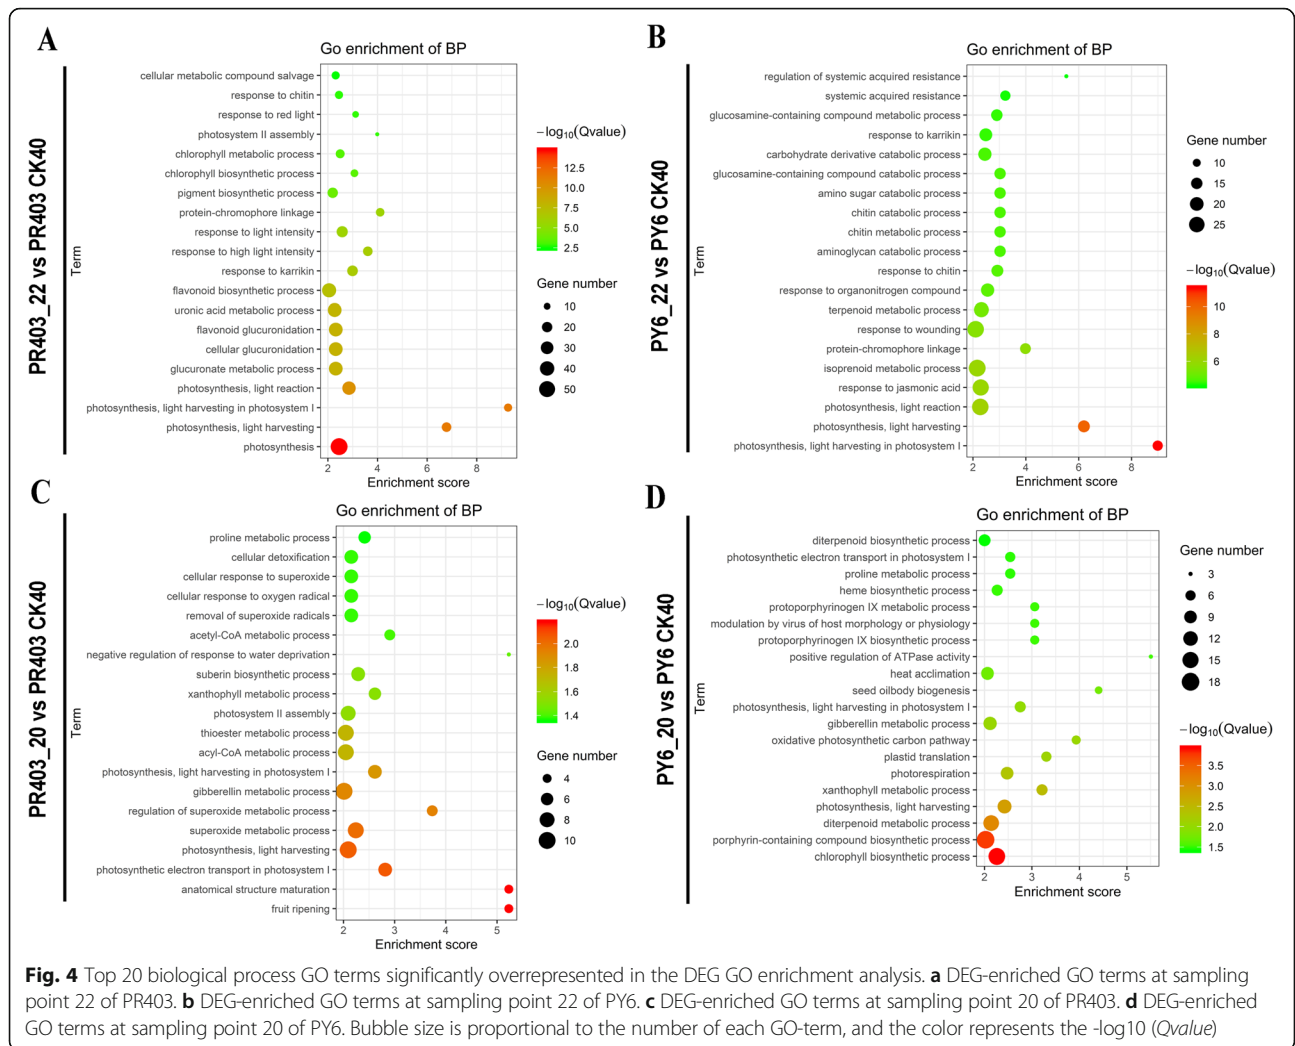 A
Go enrichment of BP
PR403_22 vs PR403 CK40
Term
cellular metabolic compound salvage
response to chitin
response to red light
photosystem II assembly
chlorophyll metabolic process
chlorophyll biosynthetic process
pigment biosynthetic process
protein-chromophore linkage
response to light intensity
response to high light intensity
response to karrikin
flavonoid biosynthetic process
uronic acid metabolic process
flavonoid glucuronidation
cellular glucuronidation
glucuronate metabolic process
photosynthesis, light reaction
photosynthesis, light harvesting in photosystem I
photosynthesis, light harvesting
photosynthesis
2 4 6 8
Enrichment score
−log10(Qvalue)
12.5
10.0
7.5
5.0
2.5
Gene number
10
20
30
40
50
B
Go enrichment of BP
PY6_22 vs PY6 CK40
Term
regulation of systemic acquired resistance
systemic acquired resistance
glucosamine-containing compound metabolic process
response to karrikin
carbohydrate derivative catabolic process
glucosamine-containing compound catabolic process
amino sugar catabolic process
chitin catabolic process
chitin metabolic process
aminoglycan catabolic process
response to chitin
response to organonitrogen compound
terpenoid metabolic process
response to wounding
protein-chromophore linkage
isoprenoid metabolic process
response to jasmonic acid
photosynthesis, light reaction
photosynthesis, light harvesting
photosynthesis, light harvesting in photosystem I
2 4 6 8
Enrichment score
Gene number
10
15
20
25
−log10(Qvalue)
10
8
6
C
Go enrichment of BP
PR403_20 vs PR403 CK40
Term
proline metabolic process
cellular detoxification
cellular response to superoxide
cellular response to oxygen radical
removal of superoxide radicals
acetyl-CoA metabolic process
negative regulation of response to water deprivation
suberin biosynthetic process
xanthophyll metabolic process
photosystem II assembly
thioester metabolic process
acyl-CoA metabolic process
photosynthesis, light harvesting in photosystem I
gibberellin metabolic process
regulation of superoxide metabolic process
superoxide metabolic process
photosynthesis, light harvesting
photosynthetic electron transport in photosystem I
anatomical structure maturation
fruit ripening
2 3 4 5
Enrichment score
−log10(Qvalue)
2.0
1.8
1.6
1.4
Gene number
4
6
8
10
D
Go enrichment of BP
PY6_20 vs PY6 CK40
Term
diterpenoid biosynthetic process
photosynthetic electron transport in photosystem I
proline metabolic process
heme biosynthetic process
protoporphyrinogen IX metabolic process
modulation by virus of host morphology or physiology
protoporphyrinogen IX biosynthetic process
positive regulation of ATPase activity
heat acclimation
seed oilbody biogenesis
photosynthesis, light harvesting in photosystem I
gibberellin metabolic process
oxidative photosynthetic carbon pathway
plastid translation
photorespiration
xanthophyll metabolic process
photosynthesis, light harvesting
diterpenoid metabolic process
porphyrin-containing compound biosynthetic process
chlorophyll biosynthetic process
2 3 4 5
Enrichment score
Gene number
3
6
9
12
15
18
−log10(Qvalue)
3.5
3.0
2.5
2.0
1.5
Fig. 4 Top 20 biological process GO terms significantly overrepresented in the DEG GO enrichment analysis. a DEG-enriched GO terms at sampling
point 22 of PR403. b DEG-enriched GO terms at sampling point 22 of PY6. c DEG-enriched GO terms at sampling point 20 of PR403. d DEG-enriched
GO terms at sampling point 20 of PY6. Bubble size is proportional to the number of each GO-term, and the color represents the -log10 (Qvalue)